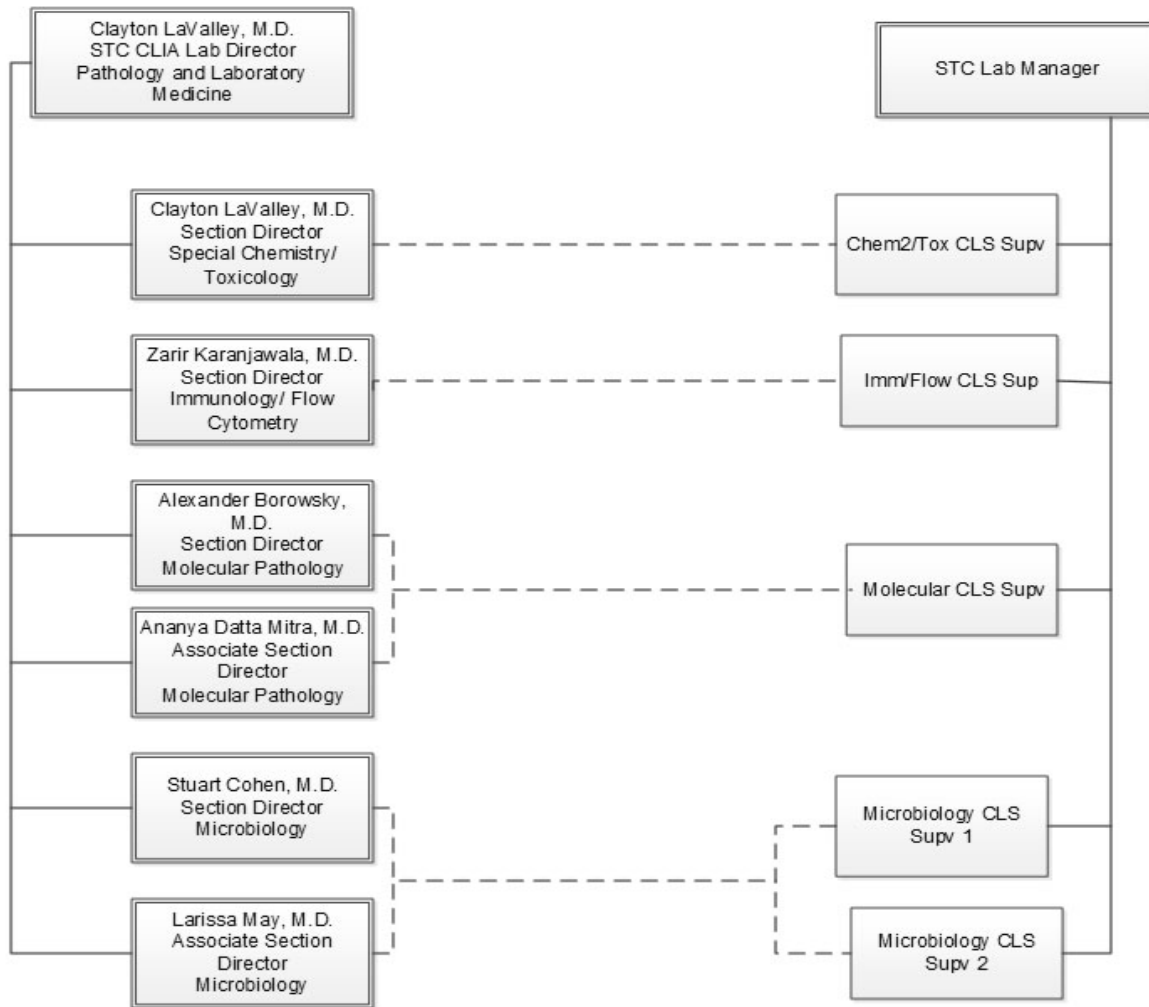 Clayton LaValley, M.D.
STC CLIA Lab Director
Pathology and Laboratory
Medicine
STC Lab Manager
Clayton LaValley, M.D.
Section Director
Special Chemistry/
Toxicology
Chem2/Tox CLS Supv
Zarir Karanjawala, M.D.
Section Director
Immunology/ Flow
Cytometry
Imm/Flow CLS Sup
Alexander Borowsky,
M.D.
Section Director
Molecular Pathology
Molecular CLS Supv
Ananya Datta Mitra, M.D.
Associate Section
Director
Molecular Pathology
Stuart Cohen, M.D.
Section Director
Microbiology
Microbiology CLS
Supv 1
Larissa May, M.D.
Associate Section
Director
Microbiology
Microbiology CLS
Supv 2